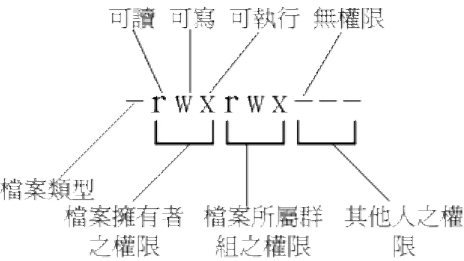 可讀 可寫 可執行 無權限
-rwxrwx---
檔案類型
檔案擁有者之權限
檔案所屬群組之權限
其他人之權限